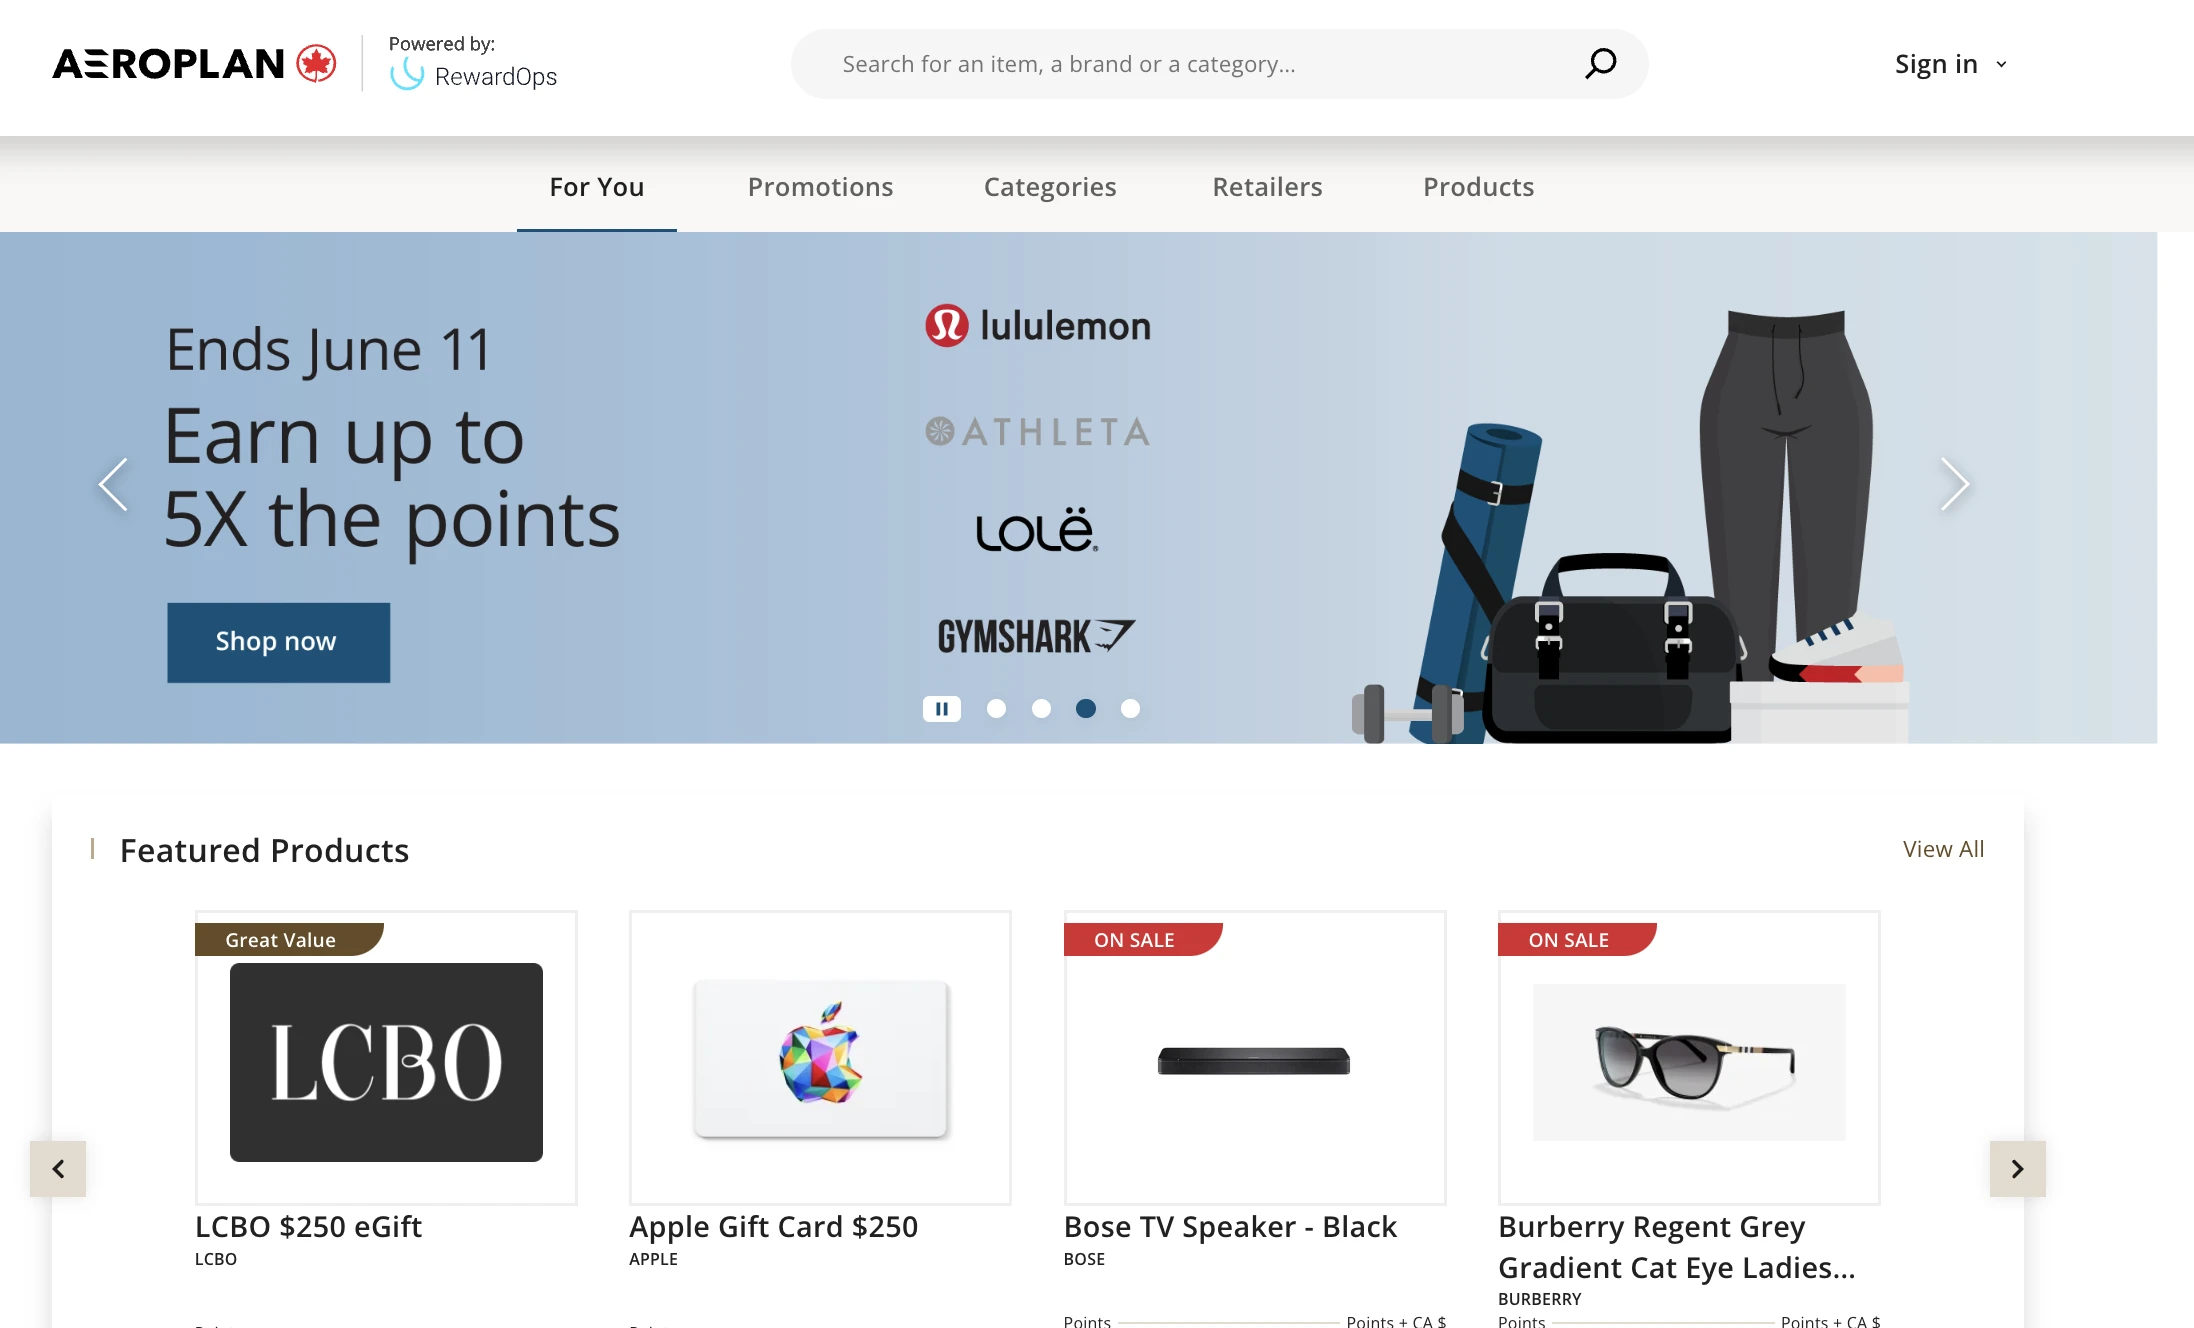 AEROPLAN
Powered by:
RewardOps
Search for an item, a brand or a category...
Sign in
For You
Promotions
Categories
Retailers
Products
Ends June 11
Earn up to
5X the points
Shop now
lululemon
ATHLETA
LOLË
GYMSHARK
Featured Products
View All
Great Value
LCBO
LCBO $250 eGift
LCBO
Apple Gift Card $250
APPLE
ON SALE
Bose TV Speaker - Black
BOSE
Points
Points + CA $
ON SALE
Burberry Regent Grey
Gradient Cat Eye Ladies...
BURBERRY
Points
Points + CA $